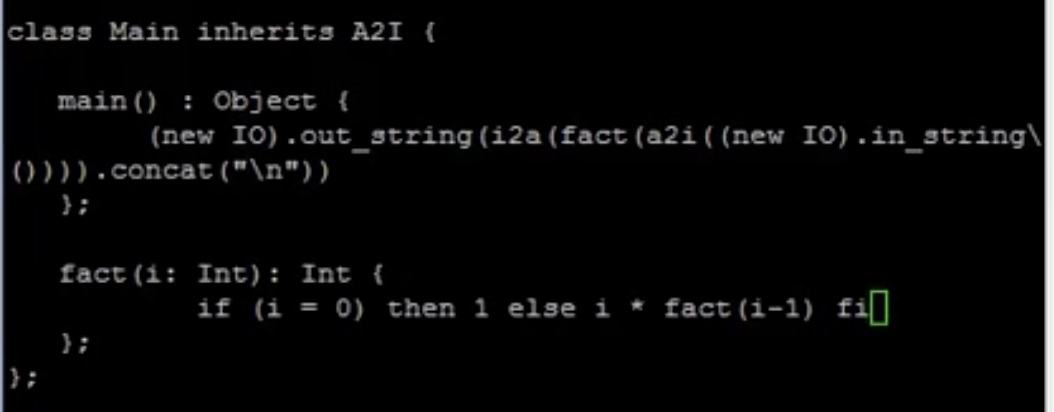 class Main inherits A2I {
main() : Object {
(new IO).out_string(i2a(fact(a2i((new IO).in_string\
()))).concat("\n"))
};
fact(i: Int): Int {
if (i = 0) then 1 else i * fact(i-1) fi
};
};